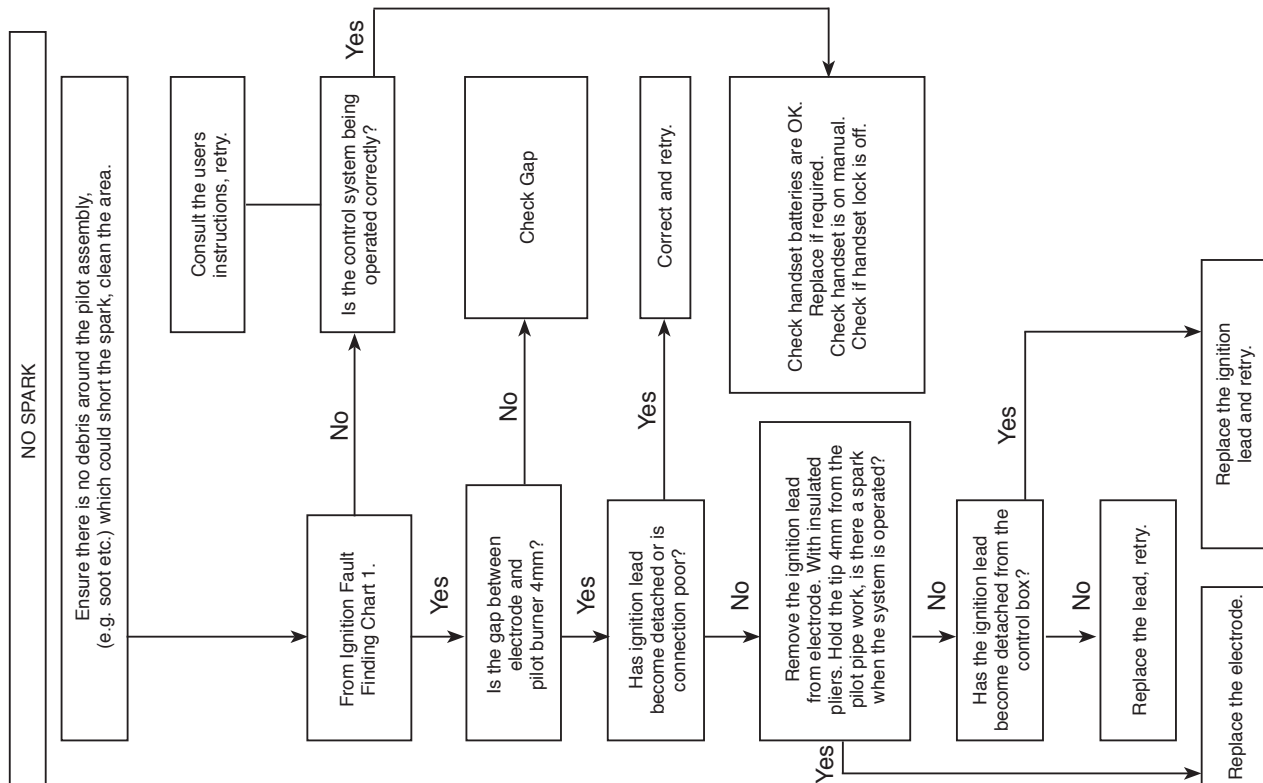 NO SPARK
Ensure there is no debris around the pilot assembly,
(e.g. soot etc.) which could short the spark, clean the area.
Consult the users
instructions, retry.
From Ignition Fault
Finding Chart 1.
No
Is the control system being
operated correctly?
Yes
Yes
Is the gap between
electrode and
pilot burner 4mm?
No
Check Gap
Yes
Has ignition lead
become detached or is
connection poor?
Yes
Correct and retry.
No
Remove the ignition lead
from electrode. With insulated
pliers. Hold the tip 4mm from the
pilot pipe work, is there a spark
when the system is operated?
Check handset batteries are OK.
Replace if required.
Check handset is on manual.
Check if handset lock is off.
Yes
No
Has the ignition lead
become detached from the
control box?
Yes
No
Replace the lead, retry.
Replace the electrode.
Replace the ignition
lead and retry.